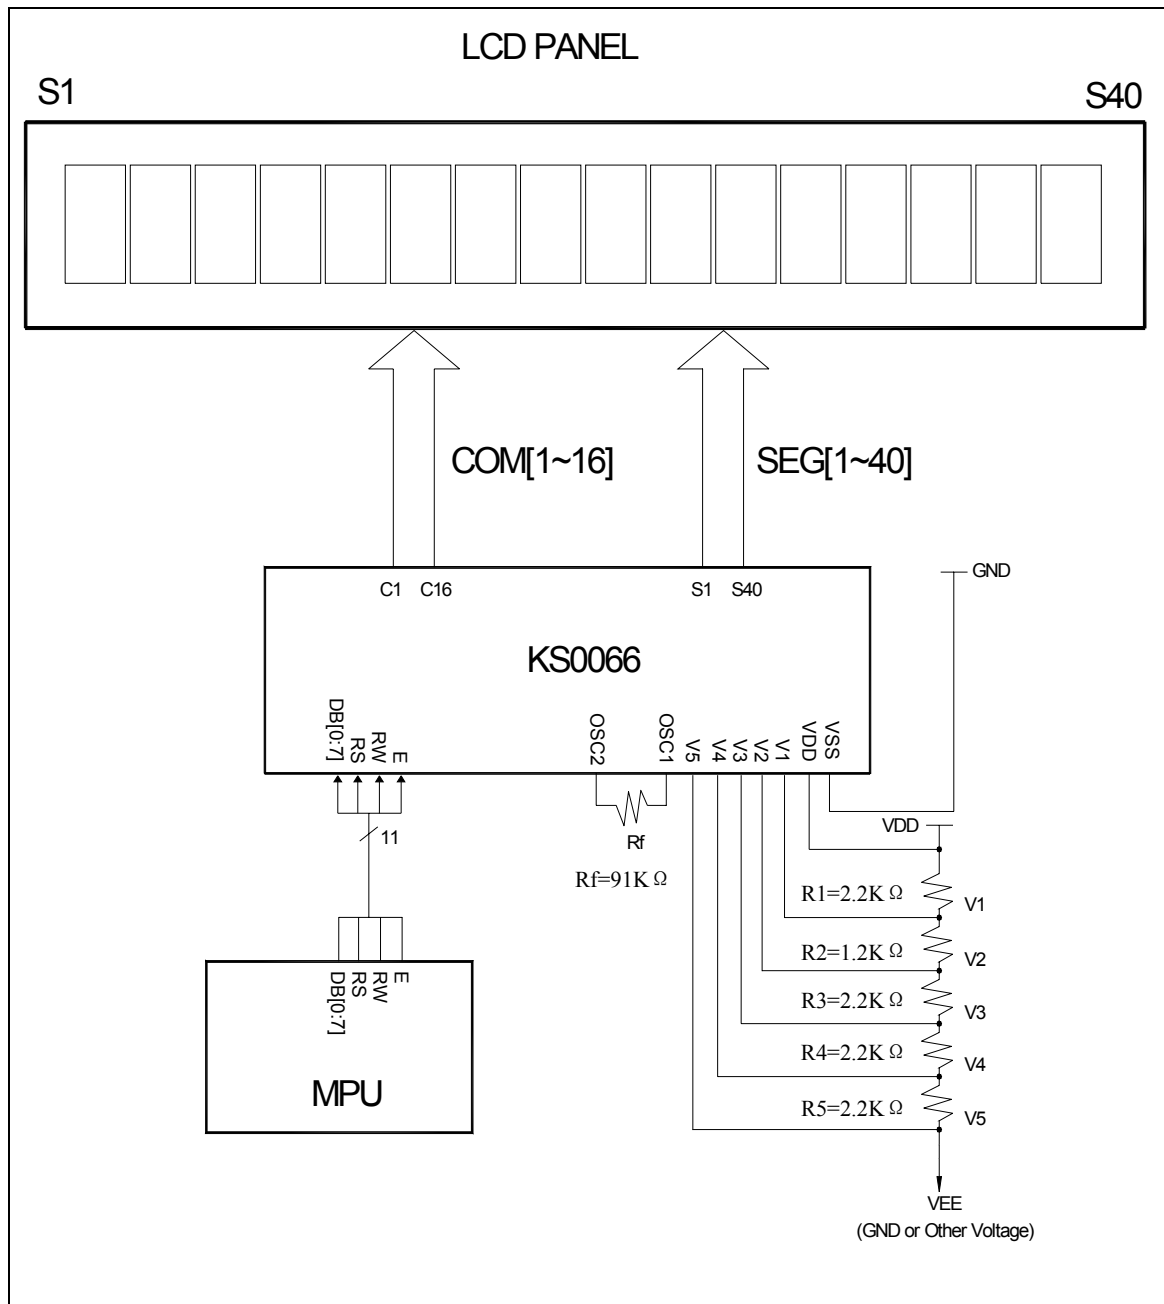 LCD PANEL
S1 S40
COM[1~16] SEG[1~40]
C1 C16 S1 S40
GND
KS0066
DB[0:7] RS RW E OSC2 OSC1 V5 V4 V3 V2 V1 VDD VSS
11
Rf
Rf=91K Ω
VDD
R1=2.2K Ω V1
R2=1.2K Ω V2
R3=2.2K Ω V3
R4=2.2K Ω V4
R5=2.2K Ω V5
DB[0:7] RS RW E
MPU
VEE
(GND or Other Voltage)